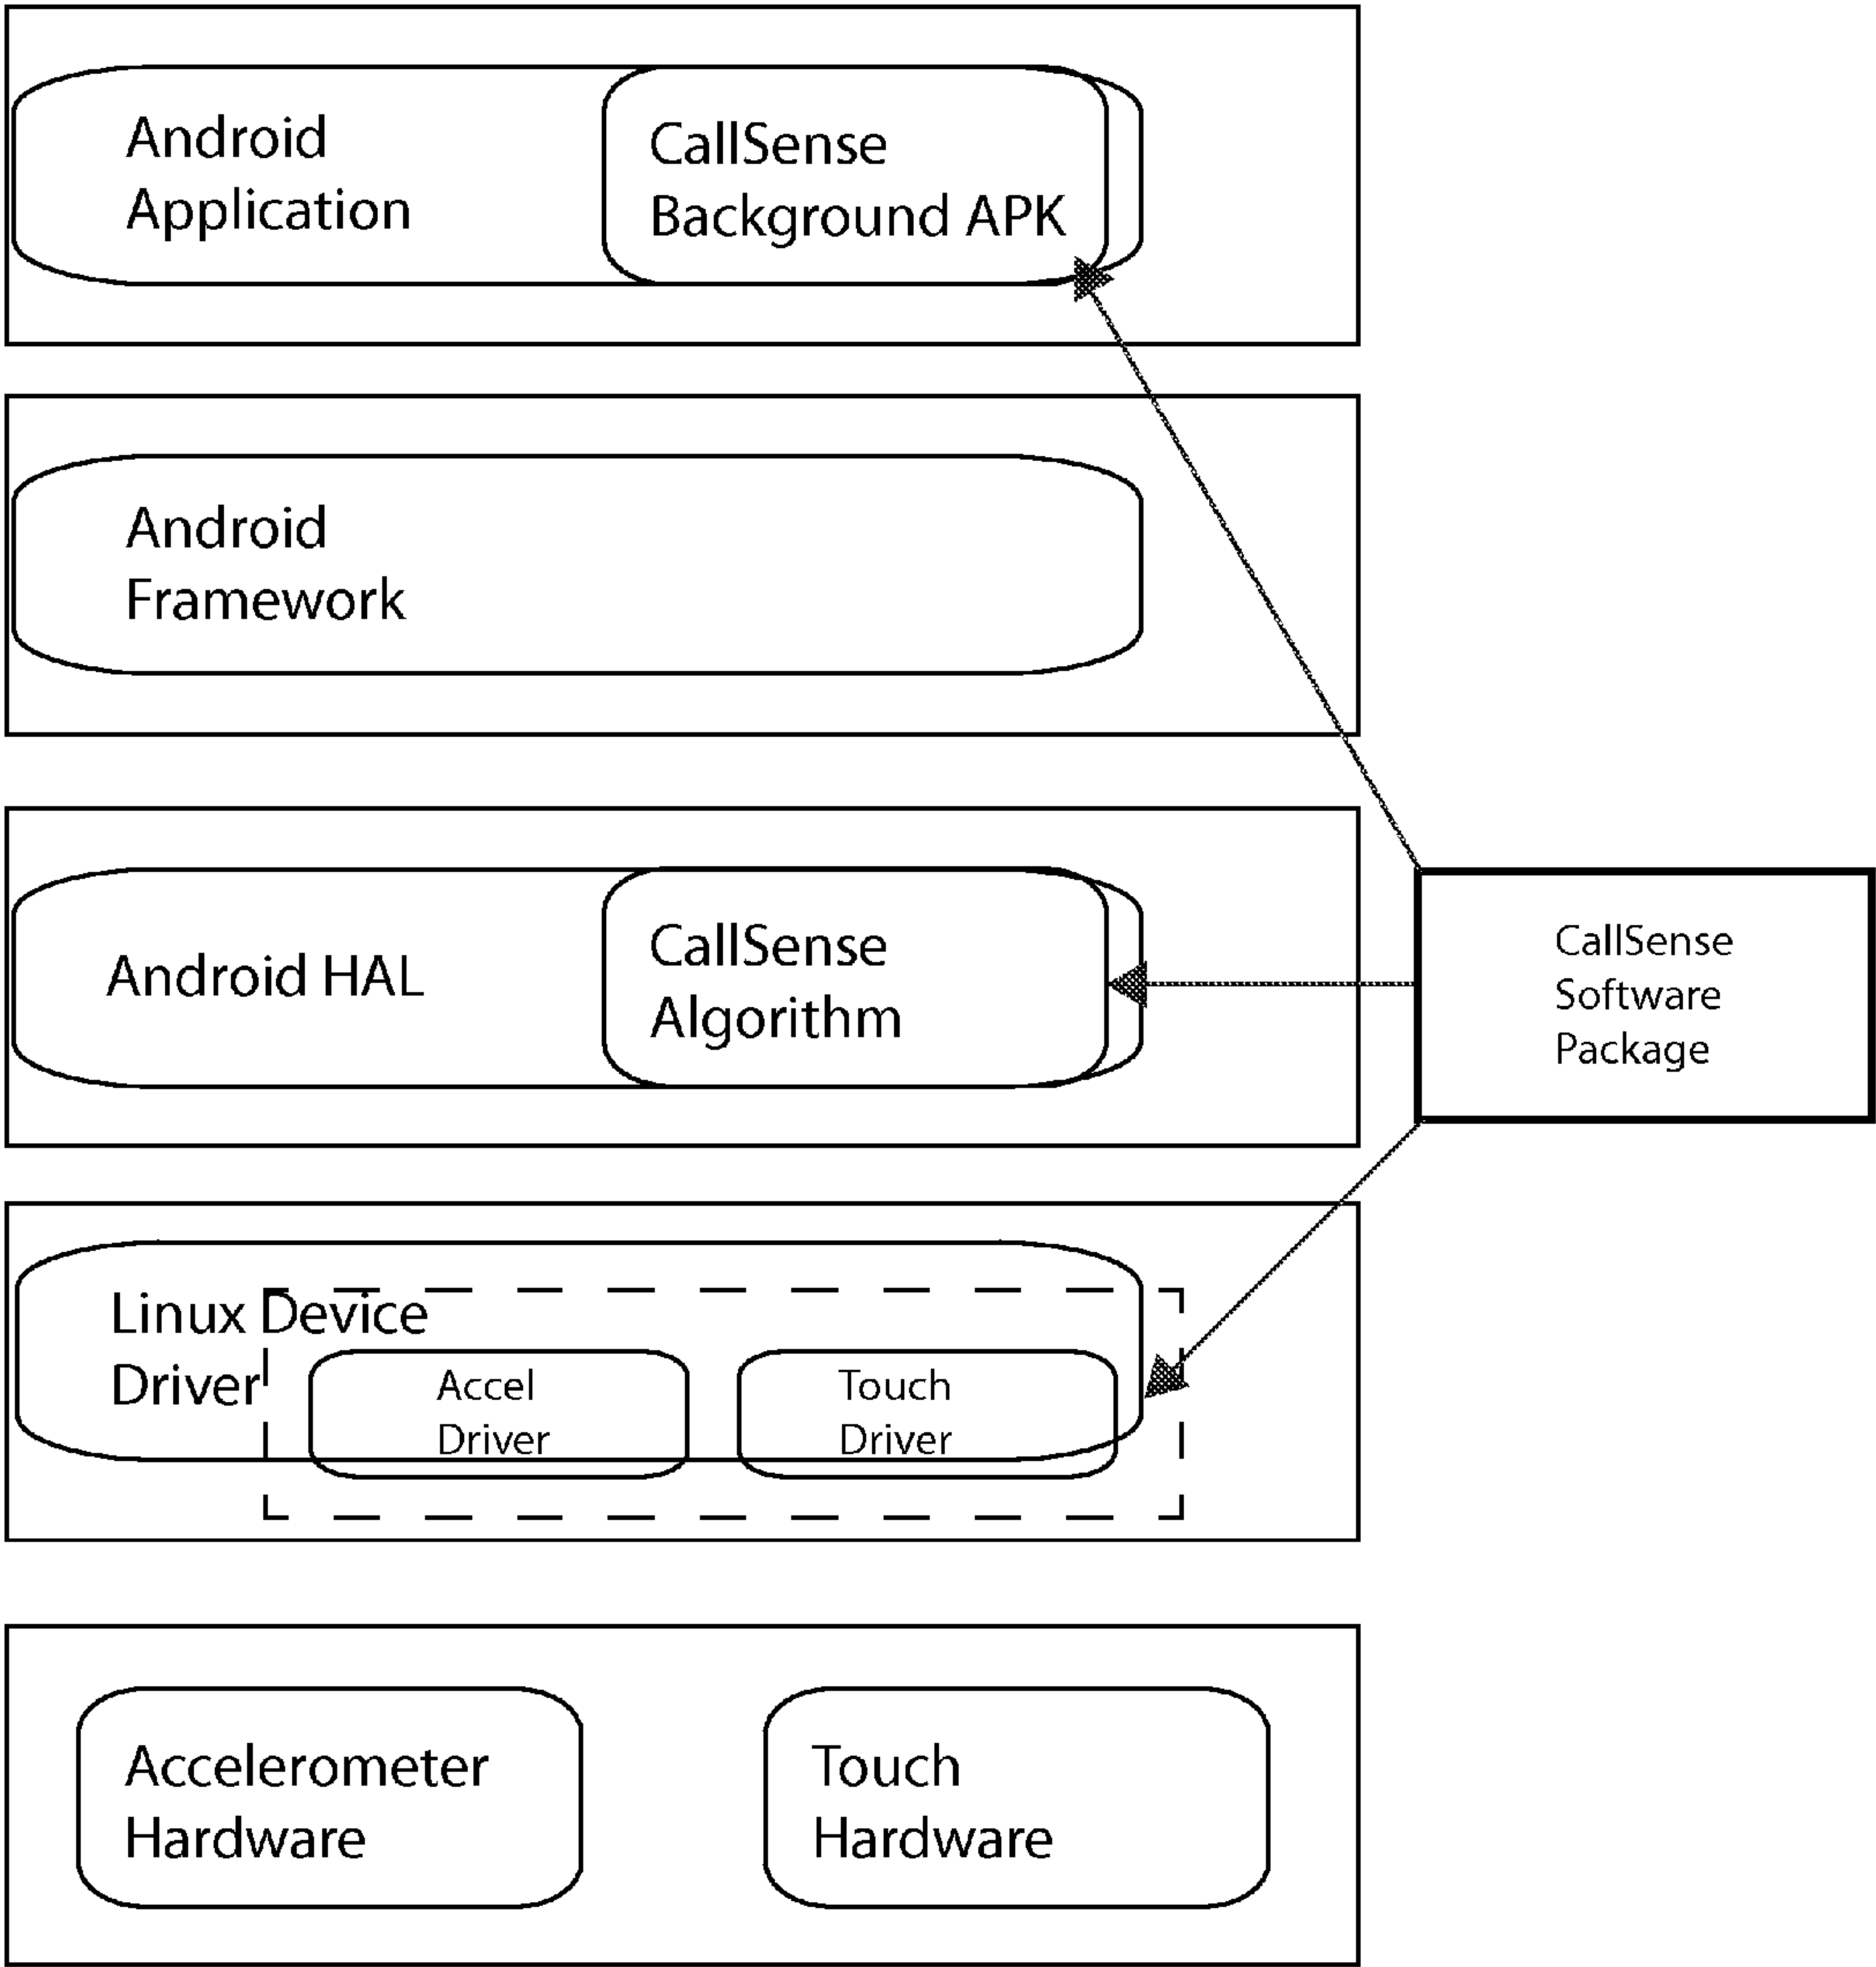 Android
Application
CallSense
Background APK
Android
Framework
Android HAL
CallSense
Algorithm
CallSense
Software
Package
Linux Device
Driver
Accel
Driver
Touch
Driver
Accelerometer
Hardware
Touch
Hardware